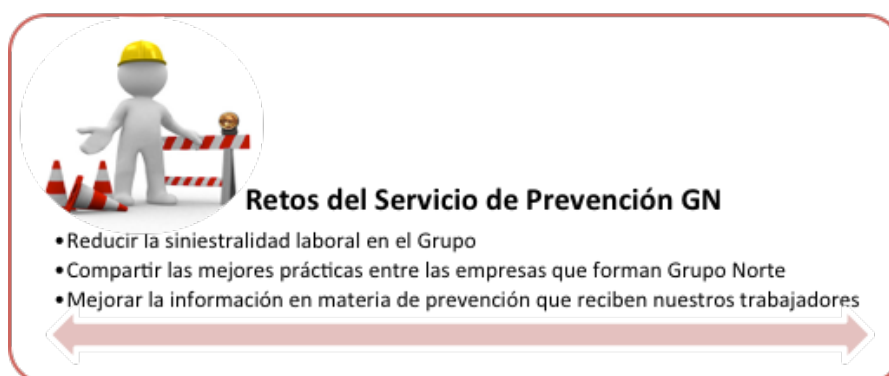 Retos del Servicio de Prevención GN
•Reducir la siniestralidad laboral en el Grupo
•Compartir las mejores prácticas entre las empresas que forman Grupo Norte
•Mejorar la información en materia de prevención que reciben nuestros trabajadores